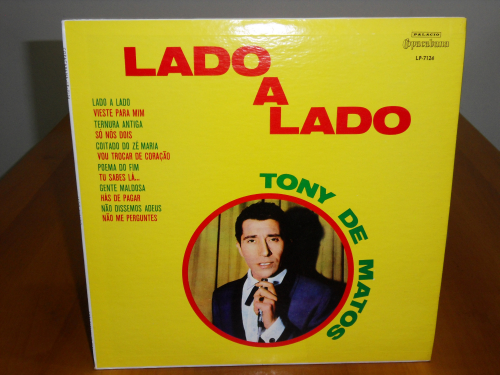 PALACIO
Copacabana
LP-7124
LADO
A
LADO
LADO A LADO
VIESTE PARA MIM
TERNURA ANTIGA
SÓ NÓS DOIS
COITADO DO ZÉ MARIA
VOU TROCAR DE CORAÇÃO
POEMA DO FIM
TU SABES LÁ...
GENTE MALDOSA
HÁS DE PAGAR
NÃO DISSEMOS ADEUS
NÃO ME PERGUNTES
TONY DE MATOS